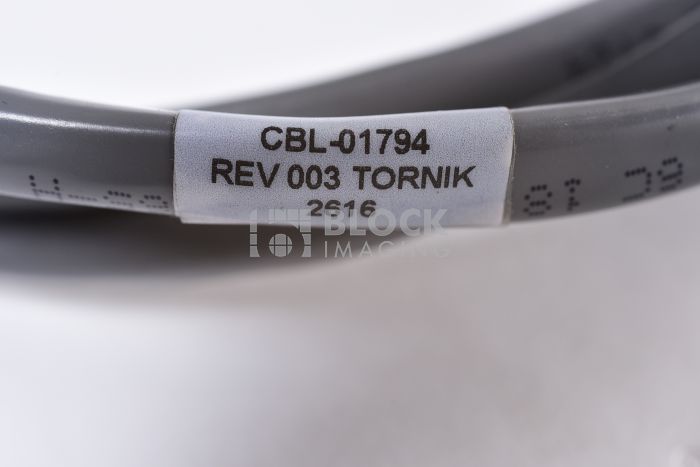 CBL-01794
REV 003 TORNIK
2616
BLOCK
IMAGING